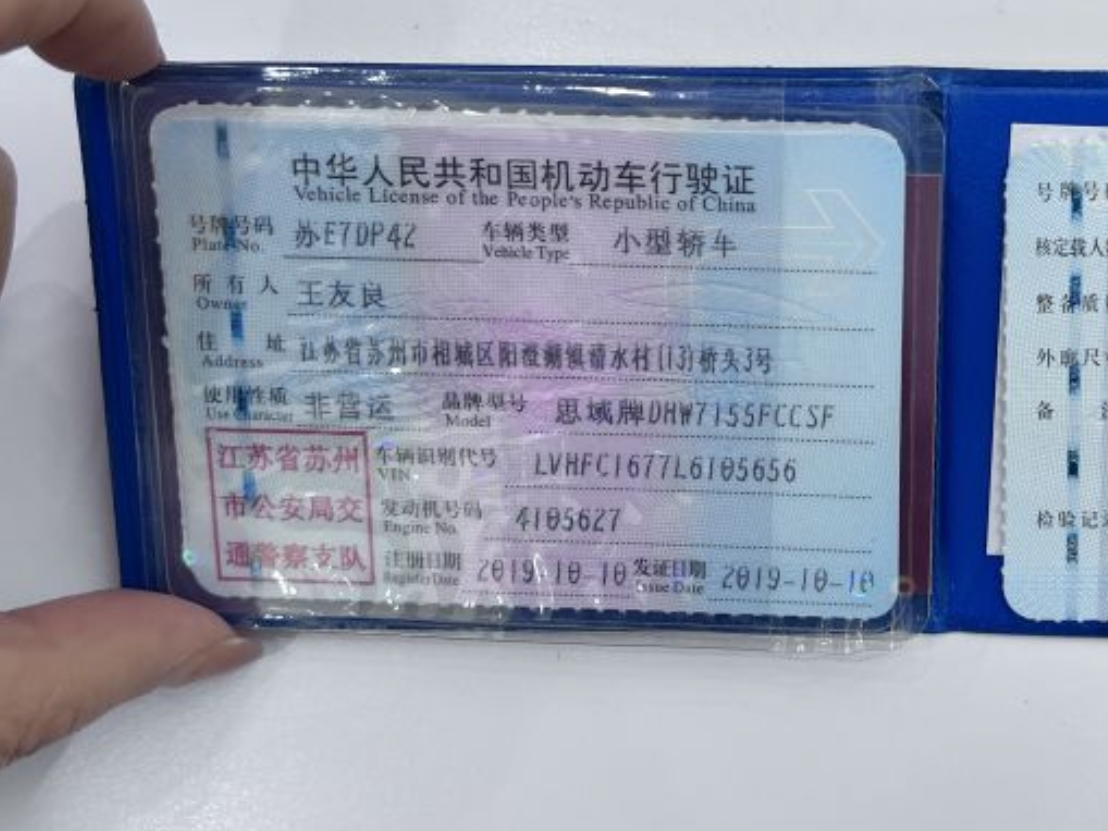 中华人民共和国机动车行驶证
Vehicle License of the People's Republic of China
号牌号码 苏E7DP42 车辆类型 小型轿车
Plate No. Vehicle Type
所有人 王友良
Owner
住址 江苏省苏州市相城区阳澄湖镇清水村(13)桥头3号
Address
使用性质 非营运 品牌型号 思域牌DHW7155FCCSF
Use Character Model
江苏省苏州
市公安局交
通警察支队
车辆识别代号 LVHFC1677L6105656
VIN
发动机号码 4105627
Engine No.
注册日期 2019-10-10 发证日期 2019-10-10
Register Date Issue Date
号牌号
核定载人
整备质
外廓尺
备
检验记